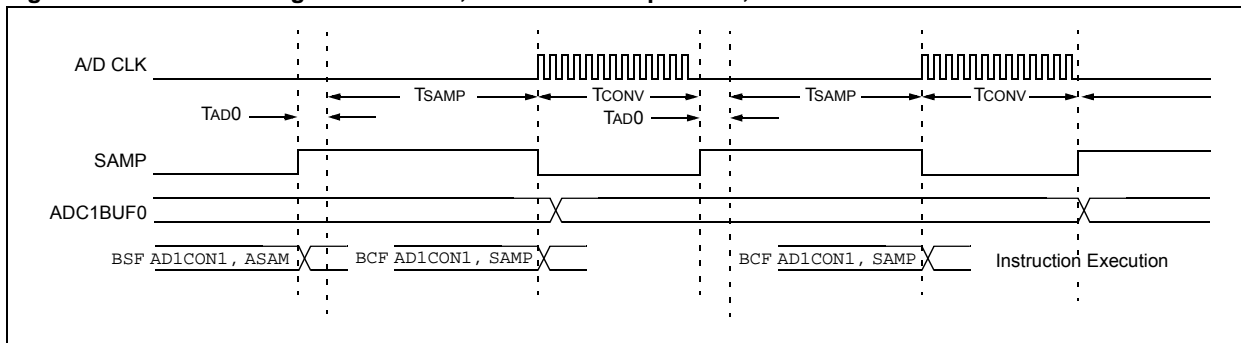 A/D CLK
TSAMP TCONV TSAMP TCONV
TAD0 TAD0
SAMP
ADC1BUF0
BSF AD1CON1, ASAM BCF AD1CON1, SAMP BCF AD1CON1, SAMP Instruction Execution